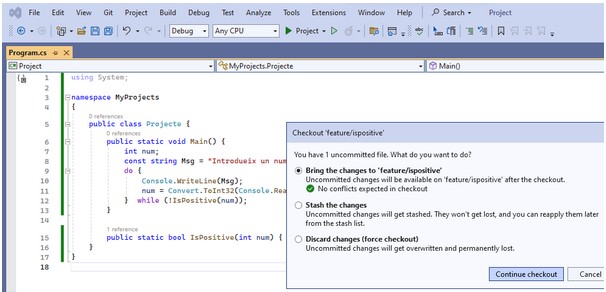 File Edit View Git Project Build Debug Test Analyze Tools Extensions Window Help Search Project
Debug Any CPU Project
Program.cs
Project MyProjects.Projecte Main()
1 using System;
2
3 namespace MyProjects
4 {
0 references
5 public class Projecte {
0 references
6 public static void Main() {
7 int num;
8 const string Msg = "Introdueix un num
9 do {
10 Console.WriteLine(Msg);
11 num = Convert.ToInt32(Console.Rea
12 } while (!IsPositive(num));
13 }
14
1 reference
15 public static bool IsPositive(int num) {
16 }
17 }
18
Checkout 'feature/ispositive'
You have 1 uncommitted file. What do you want to do?
Bring the changes to 'feature/ispositive'
Uncommitted changes will be available on 'feature/ispositive' after the checkout.
No conflicts expected in checkout
Stash the changes
Uncommitted changes will get stashed. They won't get lost, and you can reapply them later
from the stash list.
Discard changes (force checkout)
Uncommitted changes will get overwritten and permanently lost.
Continue checkout Cancel